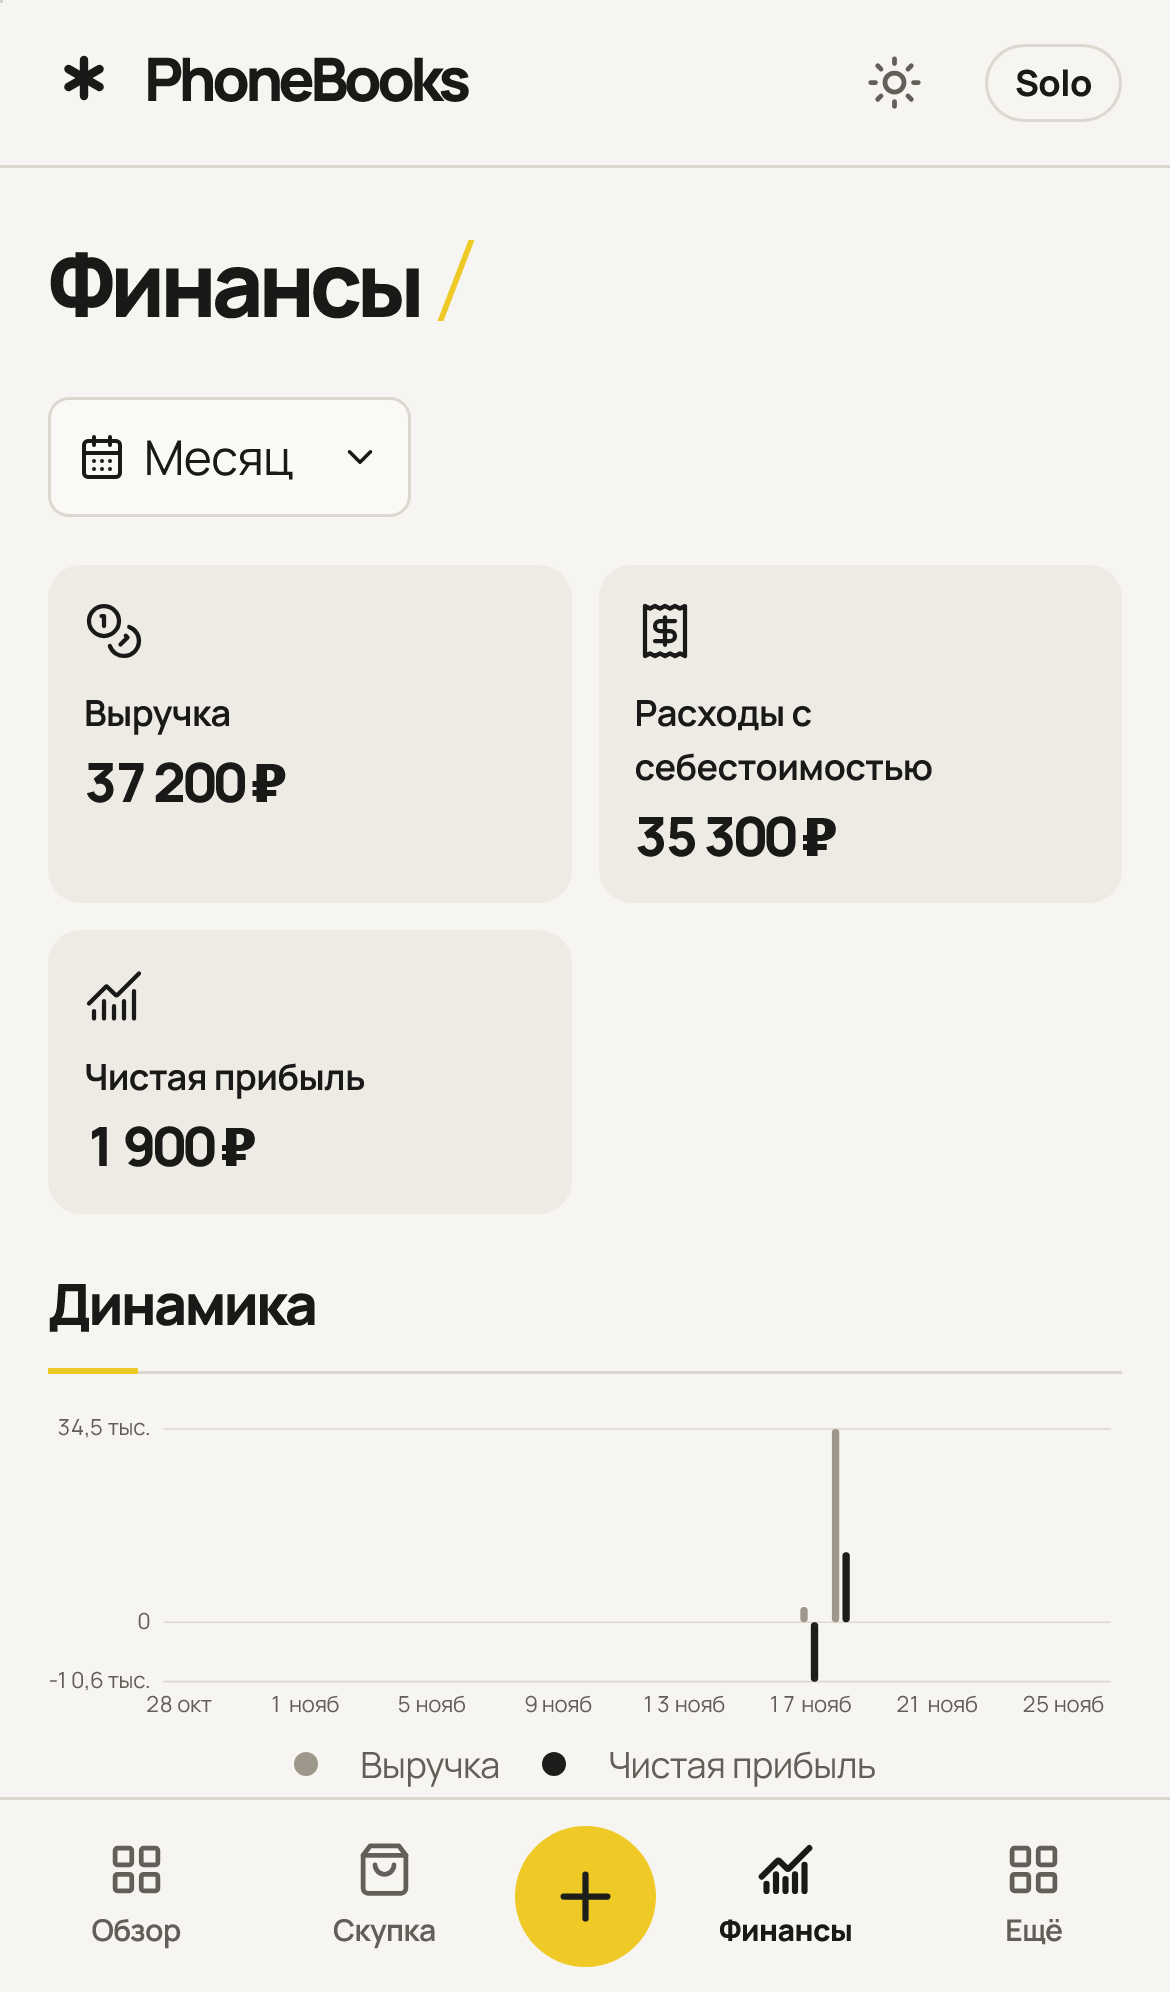 PhoneBooks
Solo
Финансы /
Месяц
Выручка
37 200 ₽
Расходы с
себестоимостью
35 300 ₽
Чистая прибыль
1 900 ₽
Динамика
34,5 тыс.
0
-10,6 тыс.
28 окт 1 нояб 5 нояб 9 нояб 13 нояб 17 нояб 21 нояб 25 нояб
Выручка Чистая прибыль
Обзор Скупка Финансы Ещё